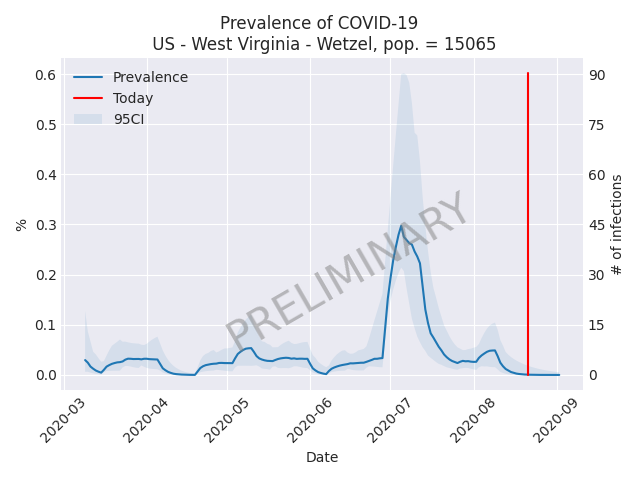 Prevalence of COVID-19
US - West Virginia - Wetzel, pop. = 15065
Prevalence
Today
95CI
0.6
0.5
0.4
0.3
0.2
0.1
0.0
%
90
75
60
45
30
15
0
# of infections
PRELIMINARY
2020-03
2020-04
2020-05
2020-06
2020-07
2020-08
2020-09
Date